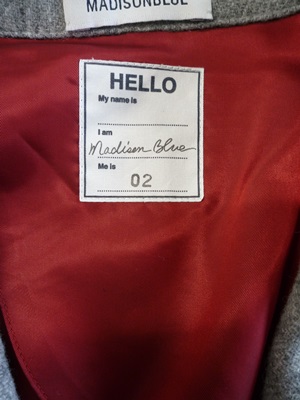 MADISONBLUE
HELLO
My name is
I am
Madison Blue
Me is
02